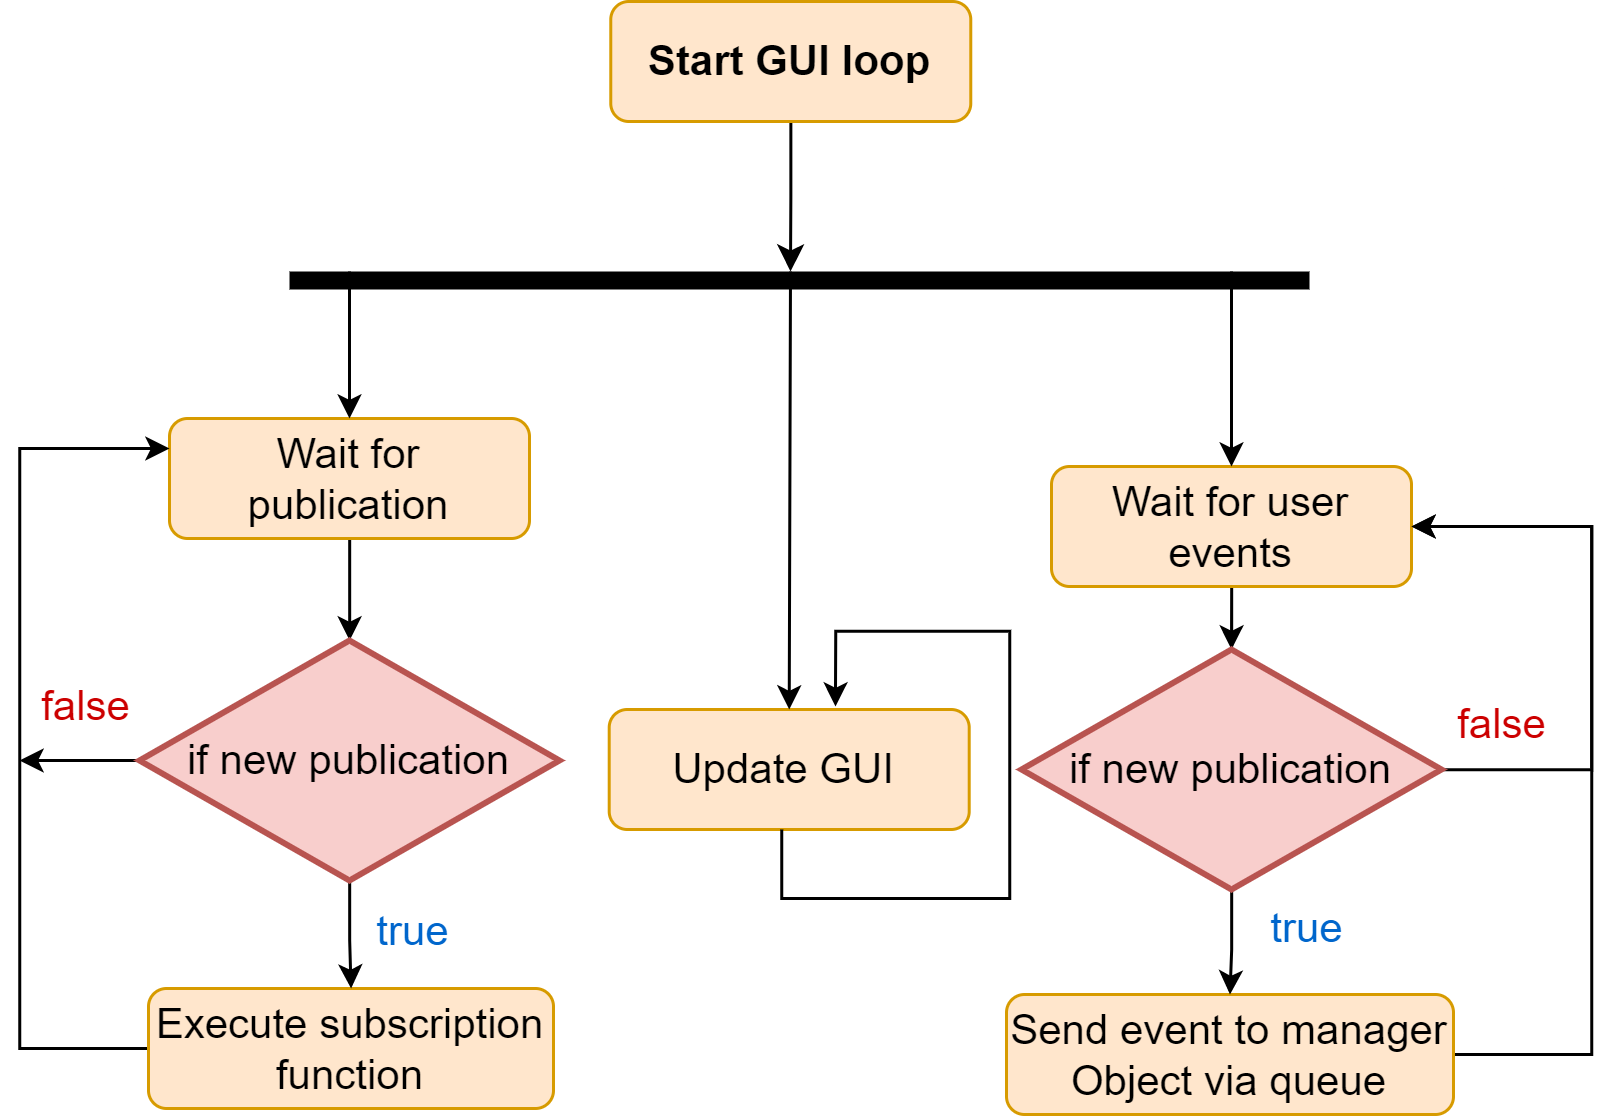 Start GUI loop
Wait for
publication
Wait for user
events
false
if new publication
Update GUI
if new publication
false
true
true
Execute subscription
function
Send event to manager
Object via queue